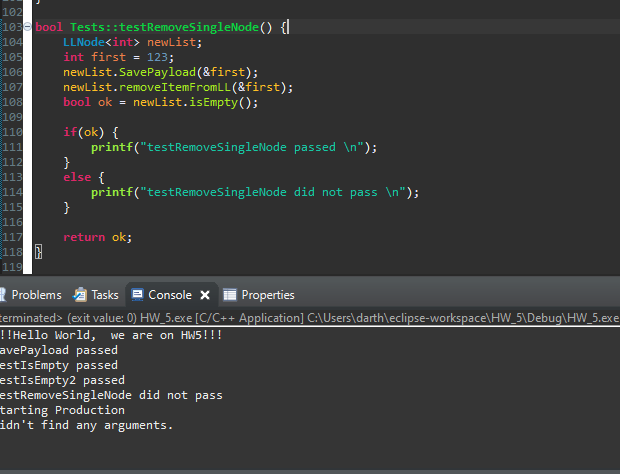 102
103 bool Tests::testRemoveSingleNode() {
104 LLNode<int> newList;
105 int first = 123;
106 newList.SavePayload(&first);
107 newList.removeItemFromLL(&first);
108 bool ok = newList.isEmpty();
109
110 if(ok) {
111 printf("testRemoveSingleNode passed \n");
112 }
113 else {
114 printf("testRemoveSingleNode did not pass \n");
115 }
116
117 return ok;
118 }
119
Problems Tasks Console Properties
terminated> (exit value: 0) HW_5.exe [C/C++ Application] C:\Users\darth\eclipse-workspace\HW_5\Debug\HW_5.exe
!!Hello World, we are on HW5!!!
avePayload passed
estIsEmpty passed
estIsEmpty2 passed
estRemoveSingleNode did not pass
tarting Production
idn't find any arguments.